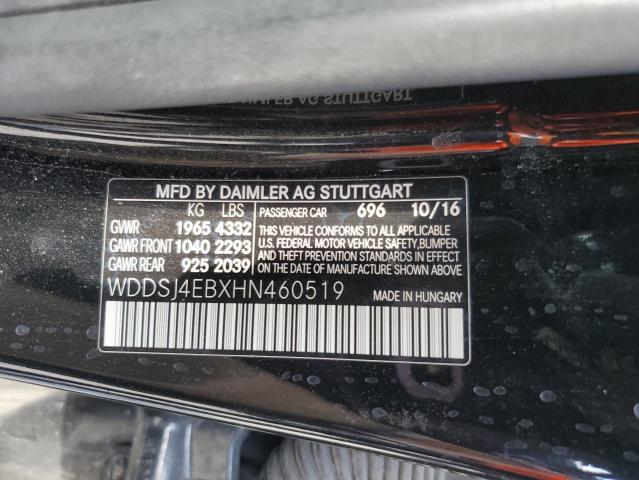 MFD BY DAIMLER AG STUTTGART
KG LBS PASSENGER CAR 696 10/16
GVWR 1965 4332 THIS VEHICLE CONFORMS TO ALL APPLICABLE
GAWR FRONT 1040 2293 U.S. FEDERAL MOTOR VEHICLE SAFETY, BUMPER
AND THEFT PREVENTION STANDARDS IN EFFECT
GAWR REAR 925 2039 ON THE DATE OF MANUFACTURE SHOWN ABOVE.
WDDSJ4EBXHN460519 MADE IN HUNGARY